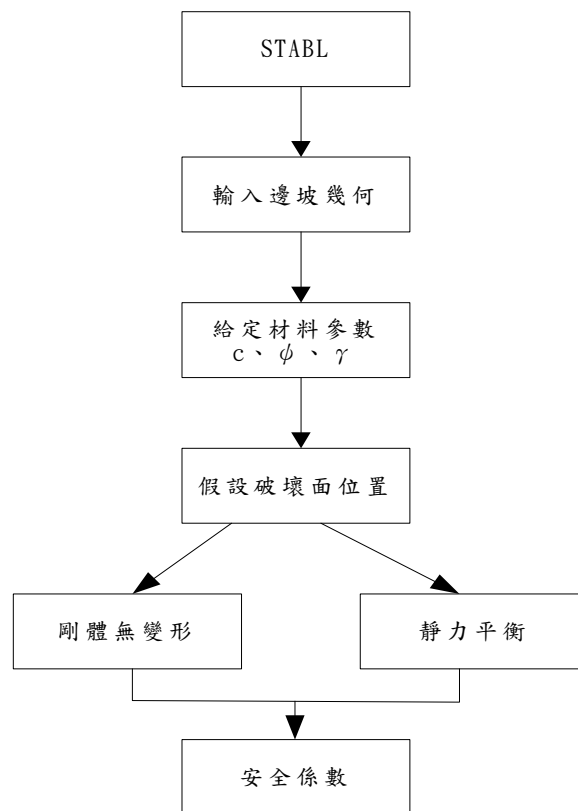 STABL
輸入邊坡幾何
給定材料參數
c、ψ、γ
假設破壞面位置
剛體無變形
靜力平衡
安全係數